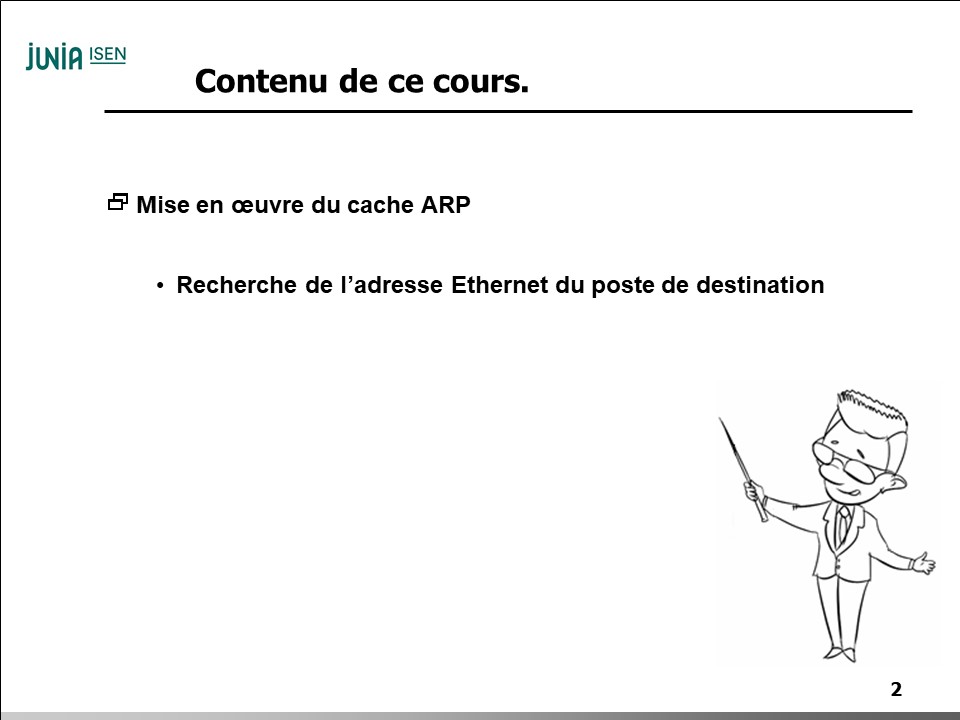 JUNIA ISEN
Contenu de ce cours.
Mise en œuvre du cache ARP
• Recherche de l’adresse Ethernet du poste de destination
2